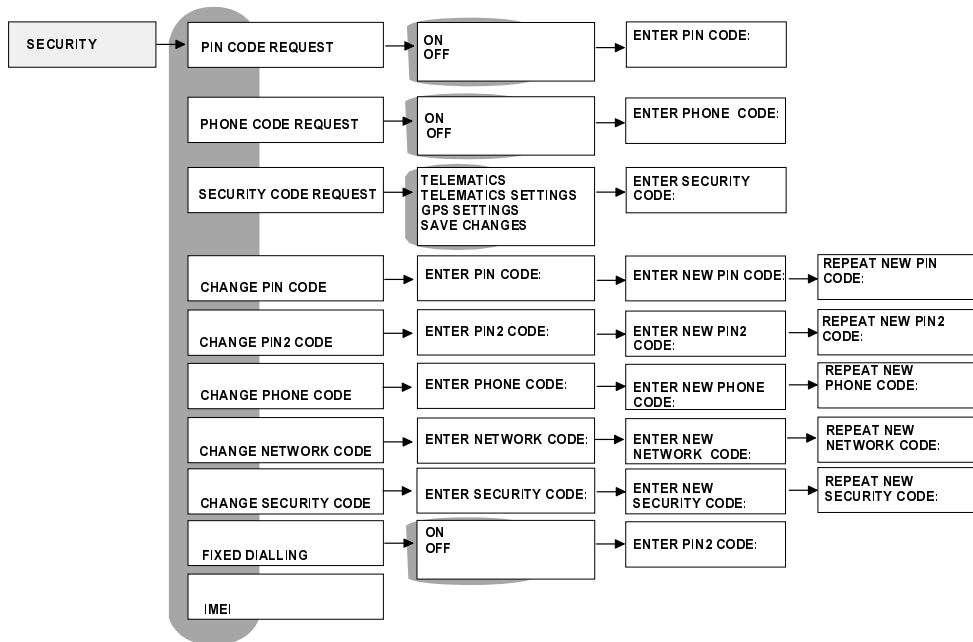 SECURITY
PIN CODE REQUEST
ON
OFF
ENTER PIN CODE:
PHONE CODE REQUEST
ON
OFF
ENTER PHONE CODE:
SECURITY CODE REQUEST
TELEMATICS
TELEMATICS SETTINGS
GPS SETTINGS
SAVE CHANGES
ENTER SECURITY
CODE:
CHANGE PIN CODE
ENTER PIN CODE:
ENTER NEW PIN CODE:
REPEAT NEW PIN
CODE:
CHANGE PIN2 CODE
ENTER PIN2 CODE:
ENTER NEW PIN2
CODE:
REPEAT NEW PIN2
CODE:
CHANGE PHONE CODE
ENTER PHONE CODE:
ENTER NEW PHONE
CODE:
REPEAT NEW
PHONE CODE:
CHANGE NETWORK CODE
ENTER NETWORK CODE:
ENTER NEW
NETWORK CODE:
REPEAT NEW
NETWORK CODE:
CHANGE SECURITY CODE
ENTER SECURITY CODE:
ENTER NEW
SECURITY CODE:
REPEAT NEW
SECURITY CODE:
FIXED DIALLING
ON
OFF
ENTER PIN2 CODE:
IMEI